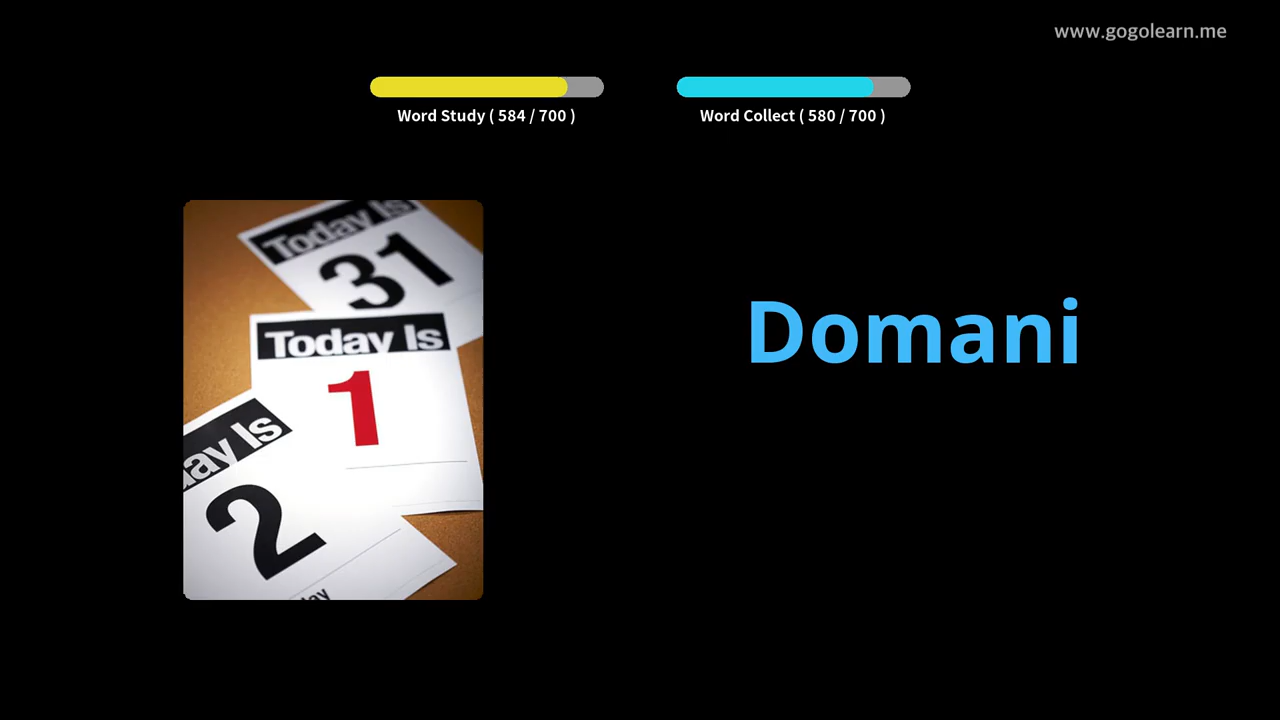 www.gogolearn.me
Word Study ( 584 / 700 )
Word Collect ( 580 / 700 )
Today Is
31
Today Is
1
ay Is
2
ay
Domani